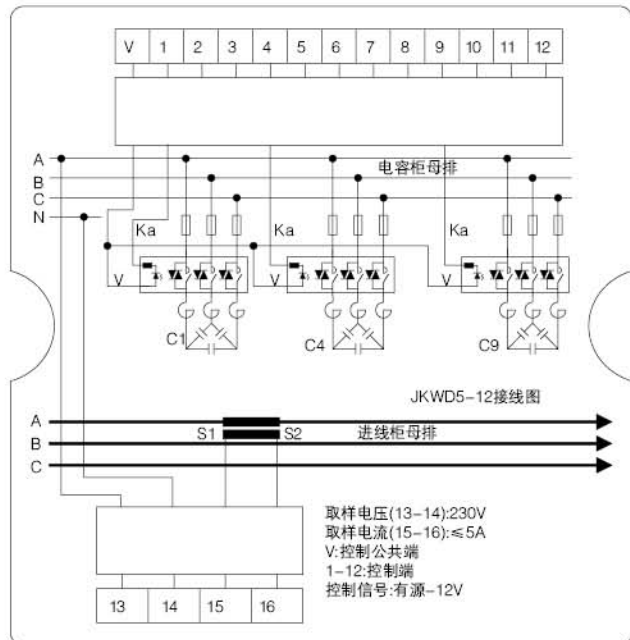 V 1 2 3 4 5 6 7 8 9 10 11 12
A
电容柜母排
B
C
N
Ka Ka Ka
V V V
C1 C4 C9
JKWD5-12接线图
A
S1 S2 进线柜母排
B
C
取样电压(13-14):230V
取样电流(15-16):≤5A
V:控制公共端
1-12:控制端
控制信号:有源-12V
13 14 15 16